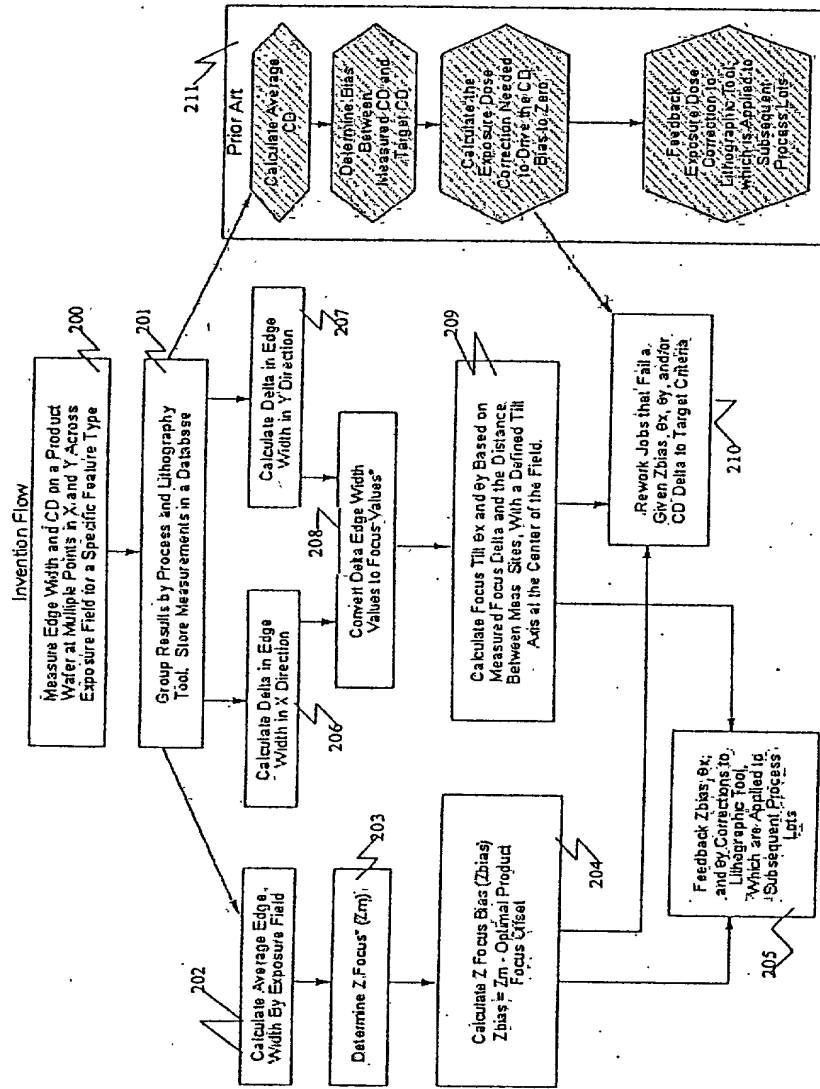 Invention Flow
Measure Edge Width and CD on a Product
Wafer at Multiple Points in X and Y Across
Exposure Field for a Specific Feature Type
200
Group Results by Process and Lithography
Tool, Store Measurements in a Database
201
202
Calculate Average Edge
Width By Exposure Field
Determine Z Focus* (Zm)
203
Calculate Z Focus Bias (Zbias)
Zbias = Zm - Optimal Product
Focus Offset
204
Feedback Zbias, θx,
and θy Corrections to
Lithographic Tool,
Which are Applied to
Subsequent Process
Lots
205
Calculate Delta in Edge
Width in X Direction
206
Calculate Delta in Edge
Width in Y Direction
207
208
Convert Delta Edge Width
Values to Focus Values*
Calculate Focus Tilt θx and θy Based on
Measured Focus Delta and the Distance
Between Meas. Sites, With a Defined Tilt
Axis at the Center of the Field.
209
Rework Jobs that Fail a
Given Zbias, θx, θy, and/or
CD Delta to Target Criteria
210
211
Prior Art
Calculate Average
CD
Determine Bias
Between
Measured CD and
Target CD
Calculate the
Exposure Dose
Correction Needed
to Drive the CD
Bias to Zero
Feedback
Exposure Dose
Correction to
Lithographic Tool,
which is Applied to
Subsequent
Process Lots